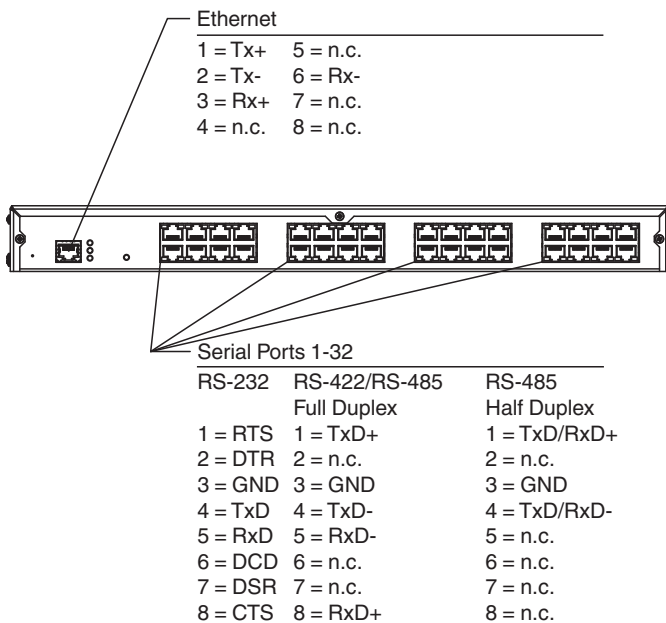 Ethernet
1 = Tx+ 5 = n.c.
2 = Tx- 6 = Rx-
3 = Rx+ 7 = n.c.
4 = n.c. 8 = n.c.
Serial Ports 1-32
RS-232 RS-422/RS-485 RS-485
Full Duplex Half Duplex
1 = RTS 1 = TxD+ 1 = TxD/RxD+
2 = DTR 2 = n.c. 2 = n.c.
3 = GND 3 = GND 3 = GND
4 = TxD 4 = TxD- 4 = TxD/RxD-
5 = RxD 5 = RxD- 5 = n.c.
6 = DCD 6 = n.c. 6 = n.c.
7 = DSR 7 = n.c. 7 = n.c.
8 = CTS 8 = RxD+ 8 = n.c.